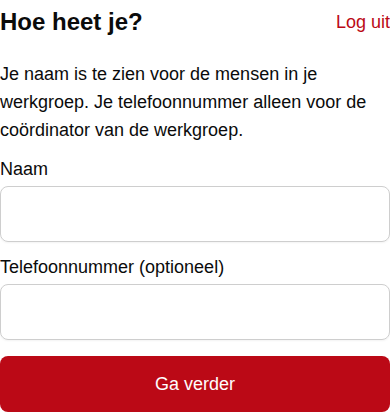 Hoe heet je?
Log uit
Je naam is te zien voor de mensen in je
werkgroep. Je telefoonnummer alleen voor de
coördinator van de werkgroep.
Naam
Telefoonnummer (optioneel)
Ga verder